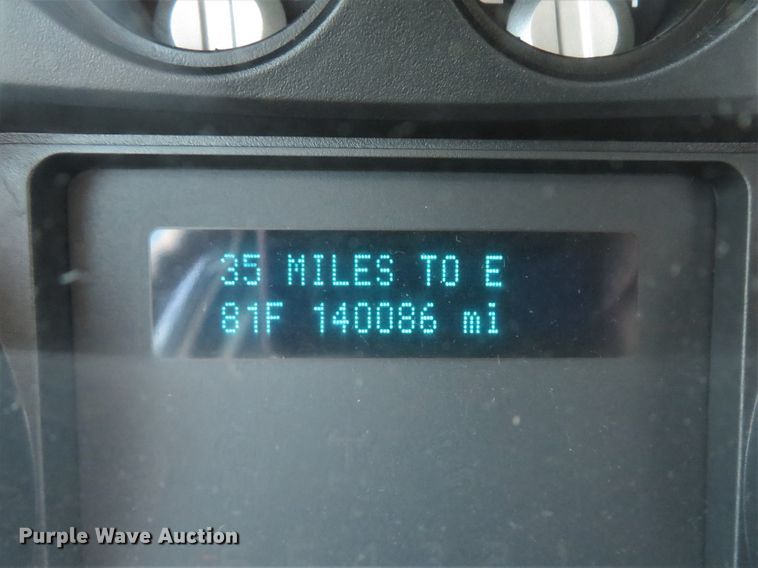 35 MILES TO E
81F 140086 mi
Purple Wave Auction